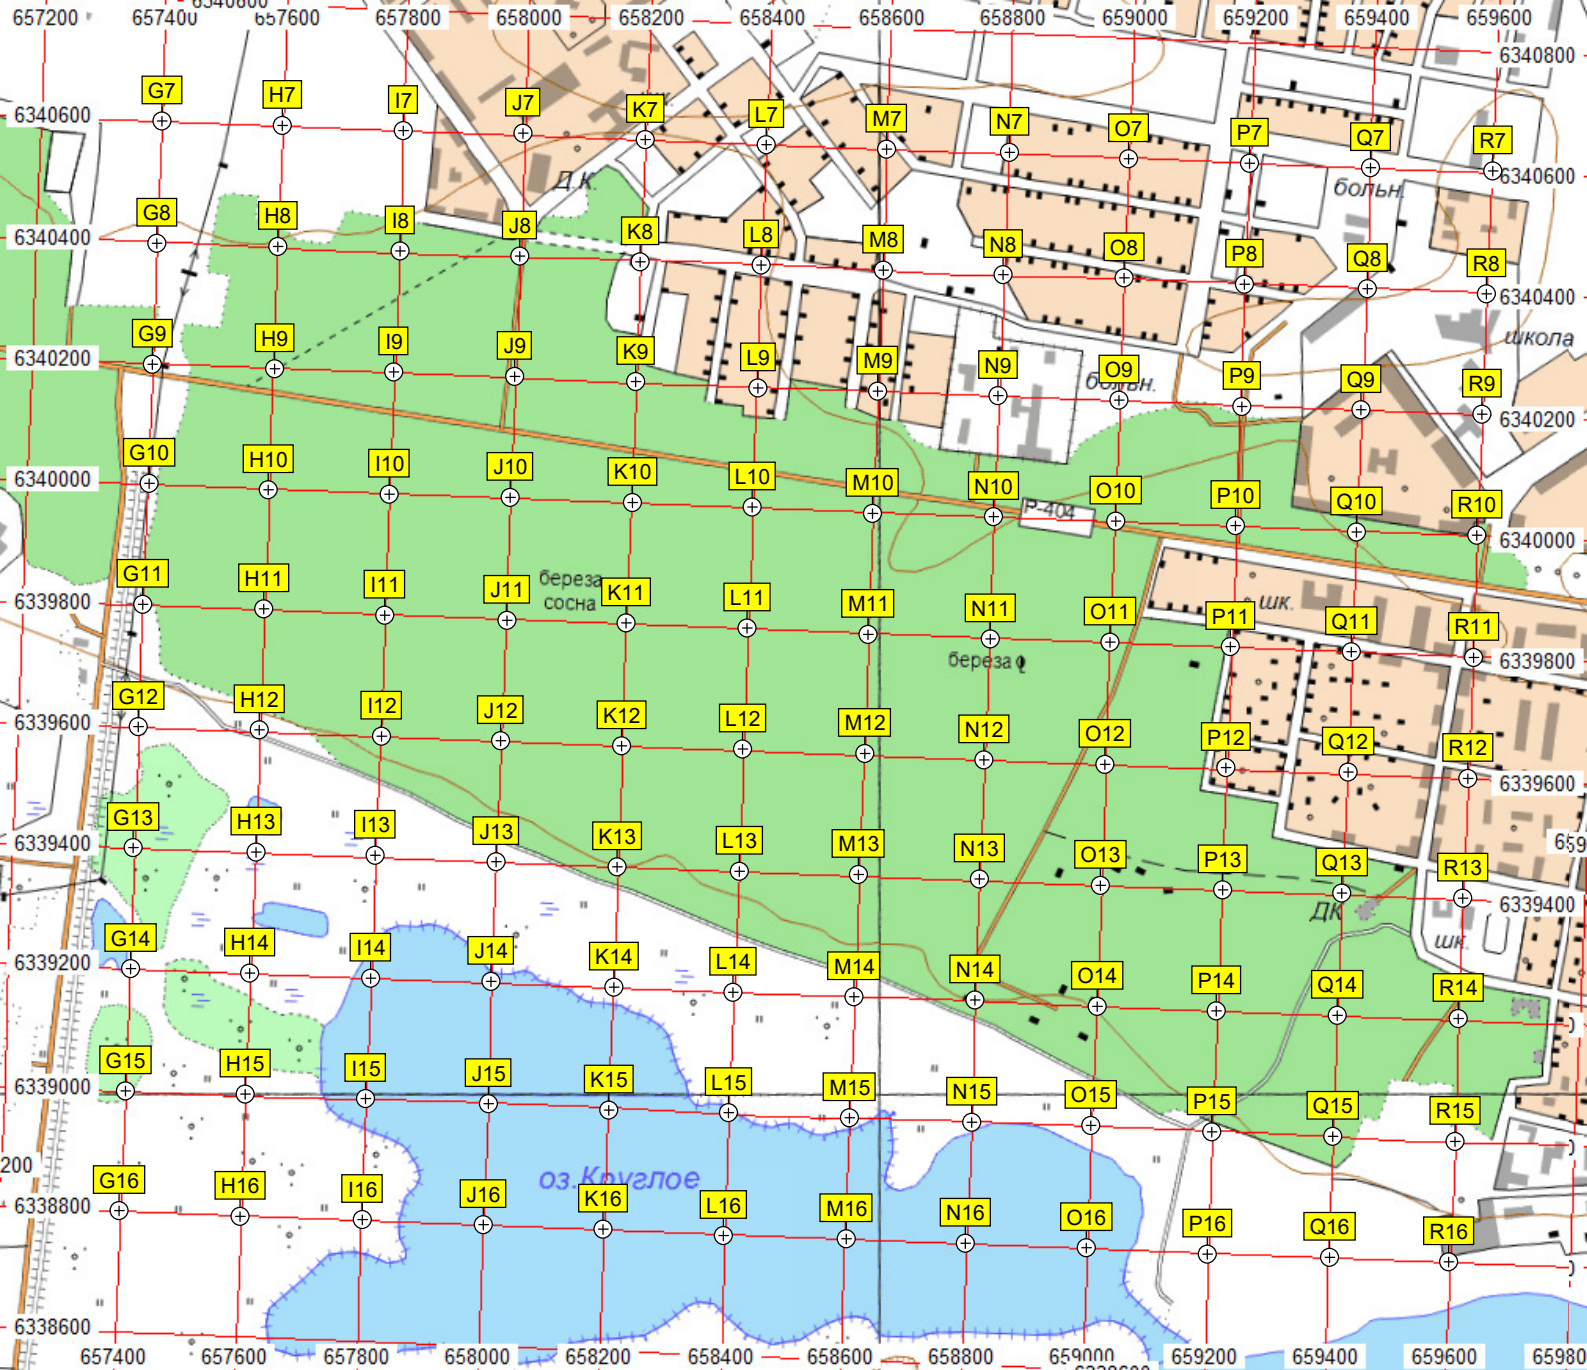 6340600
657200 657400 657600 657800 658000 658200 658400 658600 658800 659000 659200 659400 659600
6340800
G7 H7 I7 J7 K7 L7 M7 N7 O7 P7 Q7 R7
6340600
6340600
Д.К.
больн.
G8 H8 I8 J8 K8 L8 M8 N8 O8 P8 Q8 R8
6340400
6340400
школа
G9 H9 I9 J9 K9 L9 M9 N9 O9 P9 Q9 R9
6340200
больн.
6340200
G10 H10 I10 J10 K10 L10 M10 N10 O10 P10 Q10 R10
6340000
Р-404
6340000
G11 H11 I11 J11 K11 L11 M11 N11 O11 P11 Q11 R11
береза
сосна
шк.
6339800
береза
6339800
G12 H12 I12 J12 K12 L12 M12 N12 O12 P12 Q12 R12
6339600
6339600
G13 H13 I13 J13 K13 L13 M13 N13 O13 P13 Q13 R13
6339400
6339400
ДК
шк.
G14 H14 I14 J14 K14 L14 M14 N14 O14 P14 Q14 R14
6339200
G15 H15 I15 J15 K15 L15 M15 N15 O15 P15 Q15 R15
6339000
200
оз.Круглое
G16 H16 I16 J16 K16 L16 M16 N16 O16 P16 Q16 R16
6338800
6338600
657400 657600 657800 658000 658200 658400 658600 658800 659000 659200 659400 659600 65980
6338600